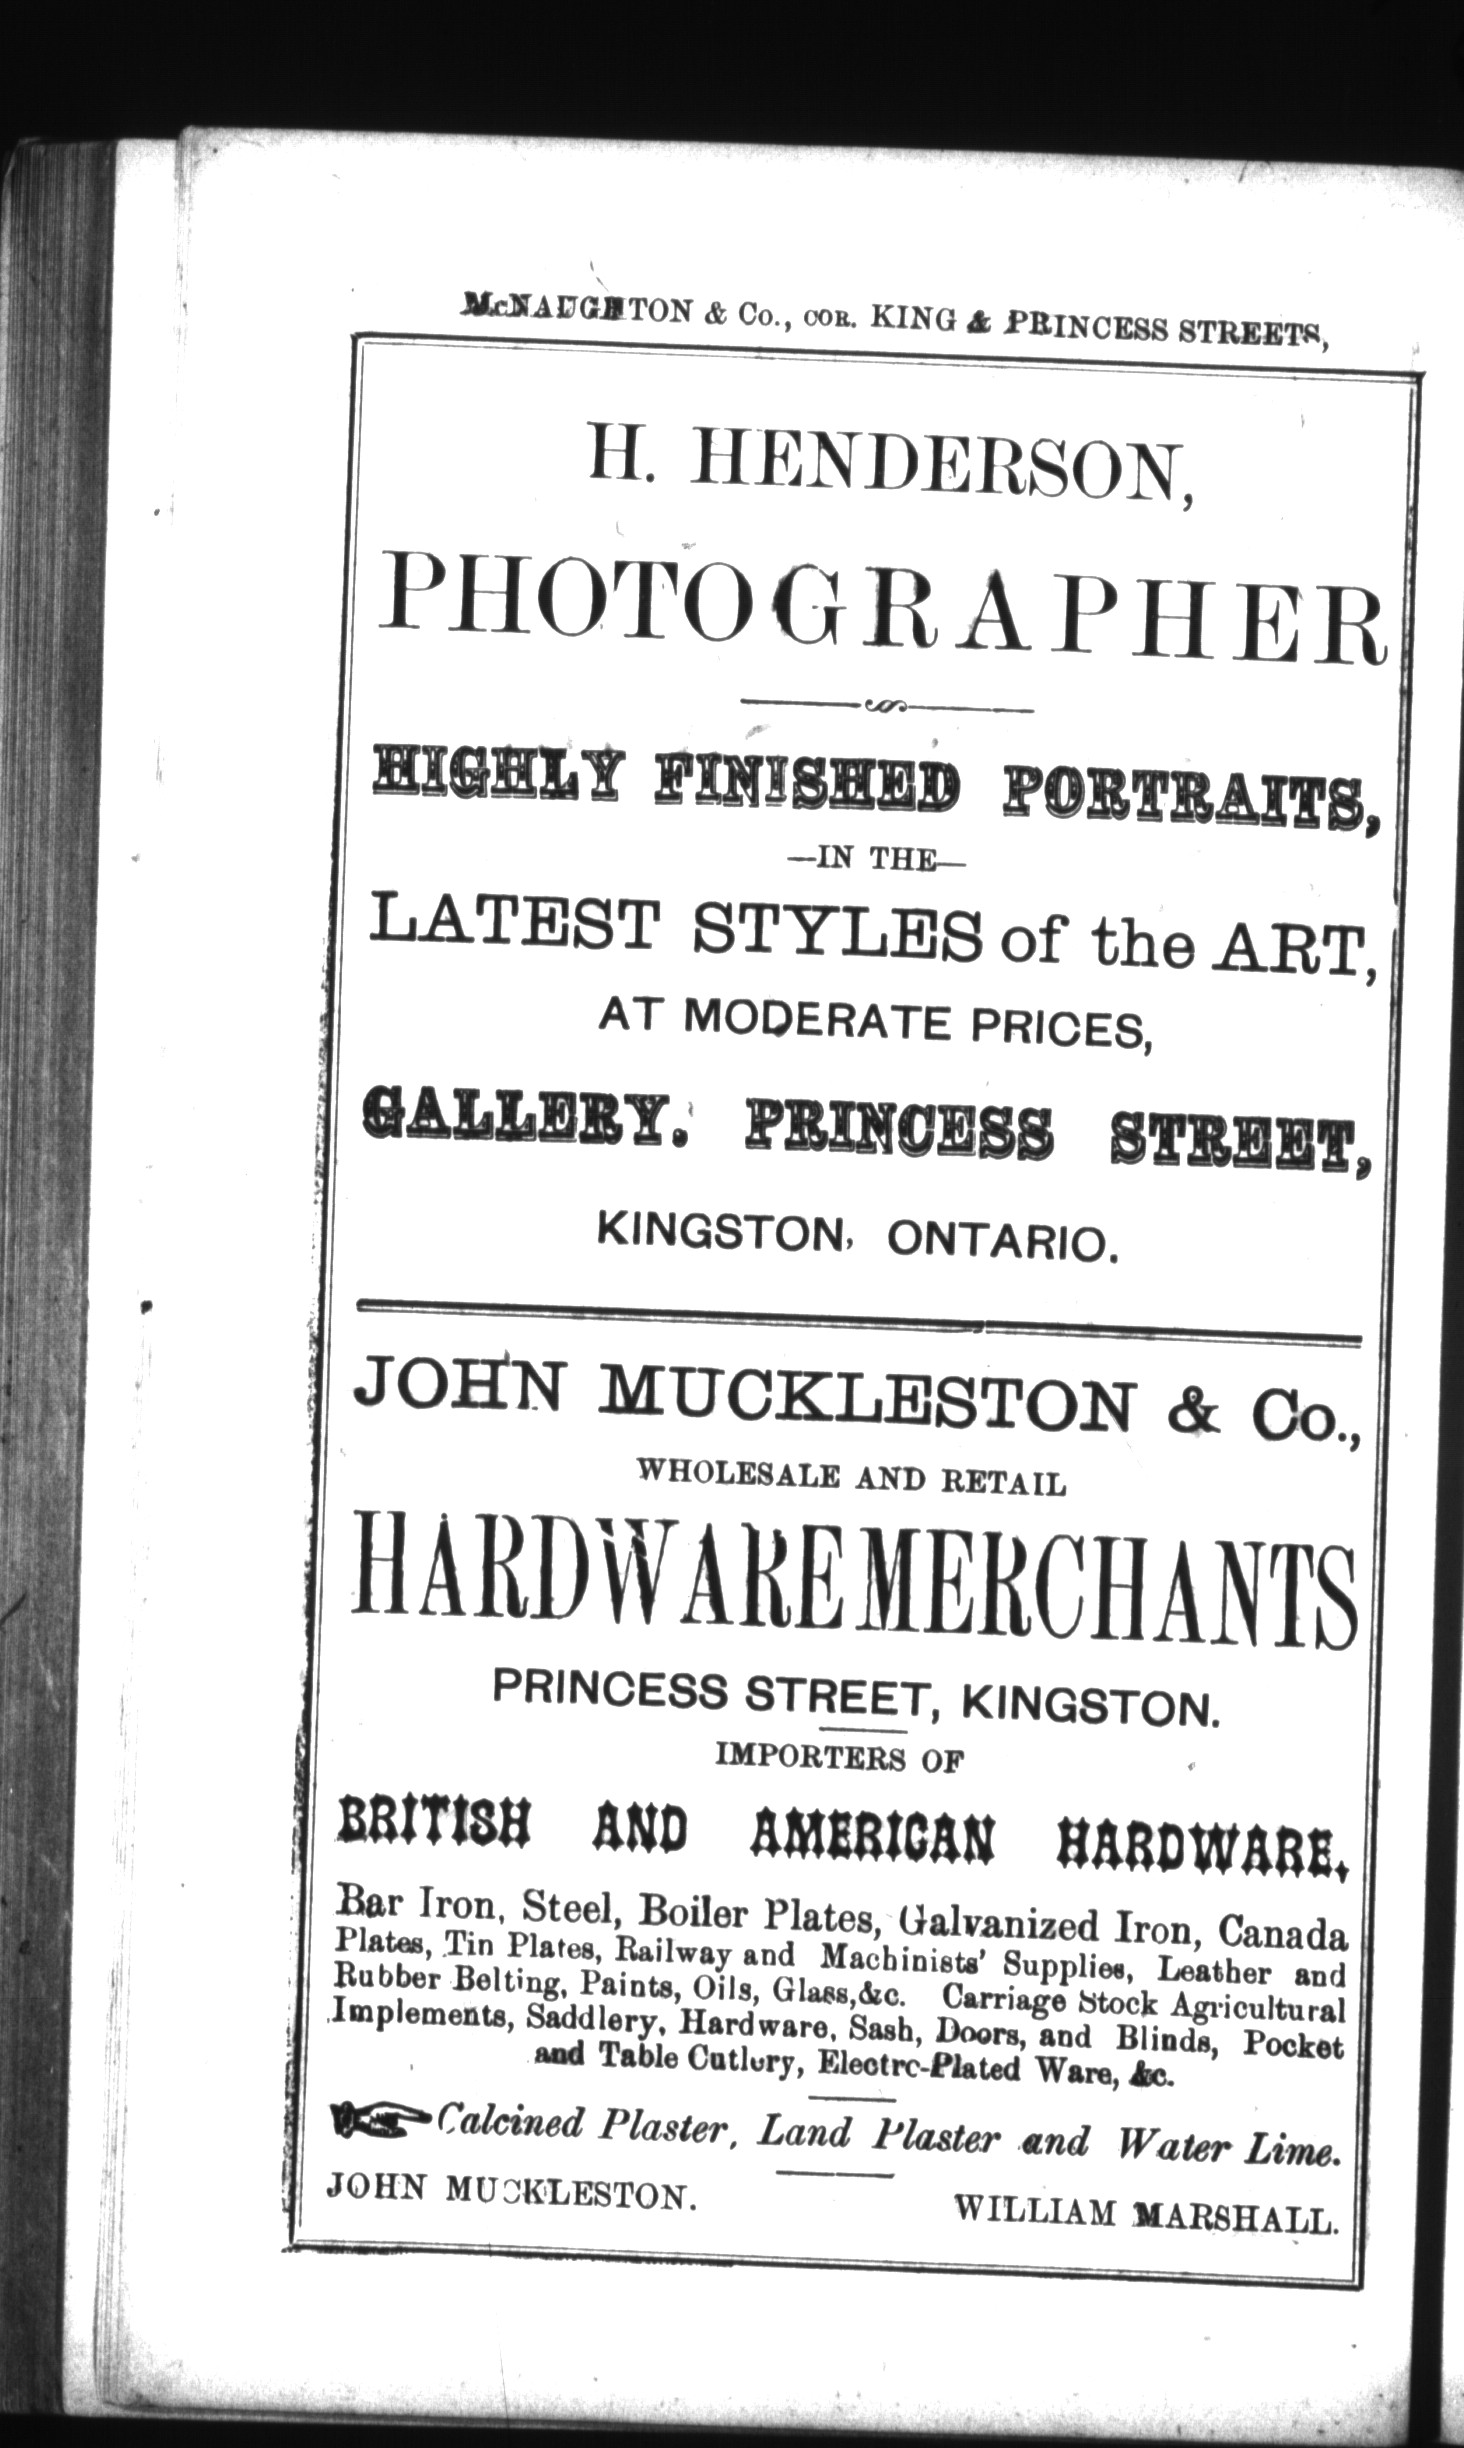 McNAUGHTON & Co., COR. KING & PRINCESS STREETS,
H. HENDERSON,
PHOTOGRAPHER
HIGHLY FINISHED PORTRAITS,
—IN THE—
LATEST STYLES of the ART,
AT MODERATE PRICES,
GALLERY. PRINCESS STREET,
KINGSTON, ONTARIO.
JOHN MUCKLESTON & Co.,
WHOLESALE AND RETAIL
HARDWARE MERCHANTS
PRINCESS STREET, KINGSTON.
IMPORTERS OF
BRITISH AND AMERICAN HARDWARE.
Bar Iron, Steel, Boiler Plates, Galvanized Iron, Canada
Plates, Tin Plates, Railway and Machinists' Supplies, Leather and
Rubber Belting, Paints, Oils, Glass,&c. Carriage Stock Agricultural
Implements, Saddlery, Hardware, Sash, Doors, and Blinds, Pocket
and Table Cutlery, Electro-Plated Ware, &c.
☞ Calcined Plaster, Land Plaster and Water Lime.
JOHN MUCKLESTON. WILLIAM MARSHALL.